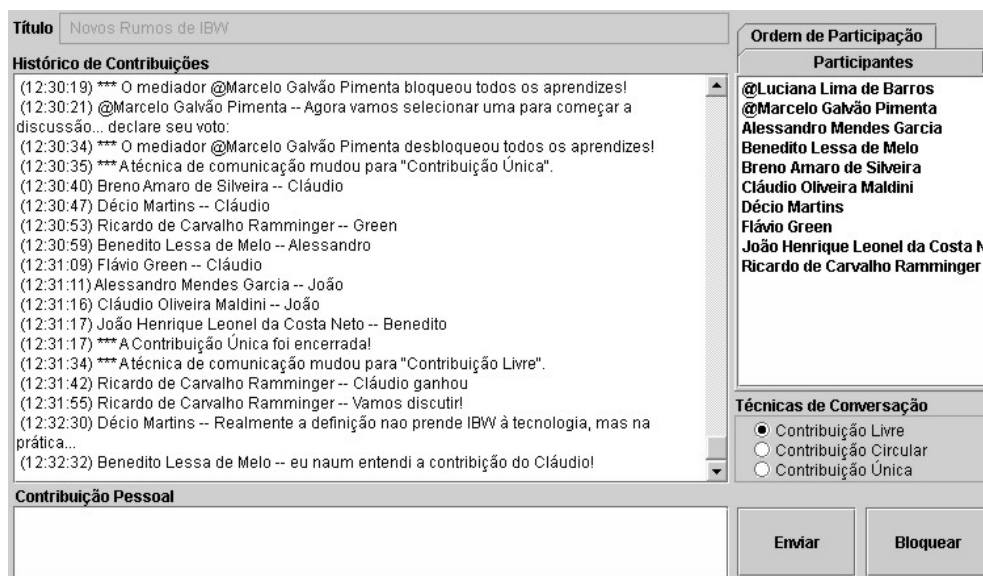 Título
Novos Rumos de IBW
Histórico de Contribuições
(12:30:19) *** O mediador @Marcelo Galvão Pimenta bloqueou todos os aprendizes!
(12:30:21) @Marcelo Galvão Pimenta -- Agora vamos selecionar uma para começar a
discussão... declare seu voto:
(12:30:34) *** O mediador @Marcelo Galvão Pimenta desbloqueou todos os aprendizes!
(12:30:35) *** A técnica de comunicação mudou para "Contribuição Única".
(12:30:40) Breno Amaro de Silveira -- Cláudio
(12:30:47) Décio Martins -- Cláudio
(12:30:53) Ricardo de Carvalho Ramminger -- Green
(12:30:59) Benedito Lessa de Melo -- Alessandro
(12:31:09) Flávio Green -- Cláudio
(12:31:11) Alessandro Mendes Garcia -- João
(12:31:16) Cláudio Oliveira Maldini -- João
(12:31:17) João Henrique Leonel da Costa Neto -- Benedito
(12:31:17) *** A Contribuição Única foi encerrada!
(12:31:34) *** A técnica de comunicação mudou para "Contribuição Livre".
(12:31:42) Ricardo de Carvalho Ramminger -- Cláudio ganhou
(12:31:55) Ricardo de Carvalho Ramminger -- Vamos discutir!
(12:32:30) Décio Martins -- Realmente a definição nao prende IBW à tecnologia, mas na
prática...
(12:32:32) Benedito Lessa de Melo -- eu naum entendi a contribição do Cláudio!
Contribuição Pessoal
Ordem de Participação
Participantes
@Luciana Lima de Barros
@Marcelo Galvão Pimenta
Alessandro Mendes Garcia
Benedito Lessa de Melo
Breno Amaro de Silveira
Cláudio Oliveira Maldini
Décio Martins
Flávio Green
João Henrique Leonel da Costa N
Ricardo de Carvalho Ramminger
Técnicas de Conversação
Contribuição Livre
Contribuição Circular
Contribuição Única
Enviar
Bloquear